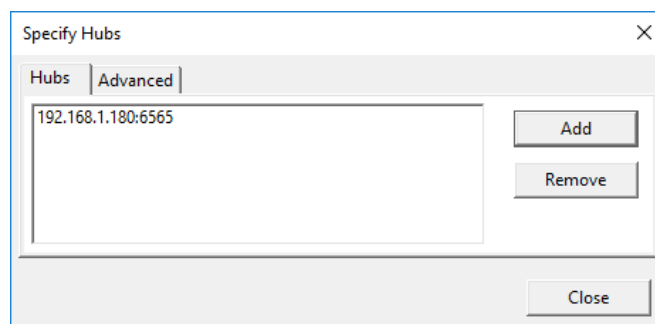 Specify Hubs
Hubs
Advanced
192.168.1.180:6565
Add
Remove
Close